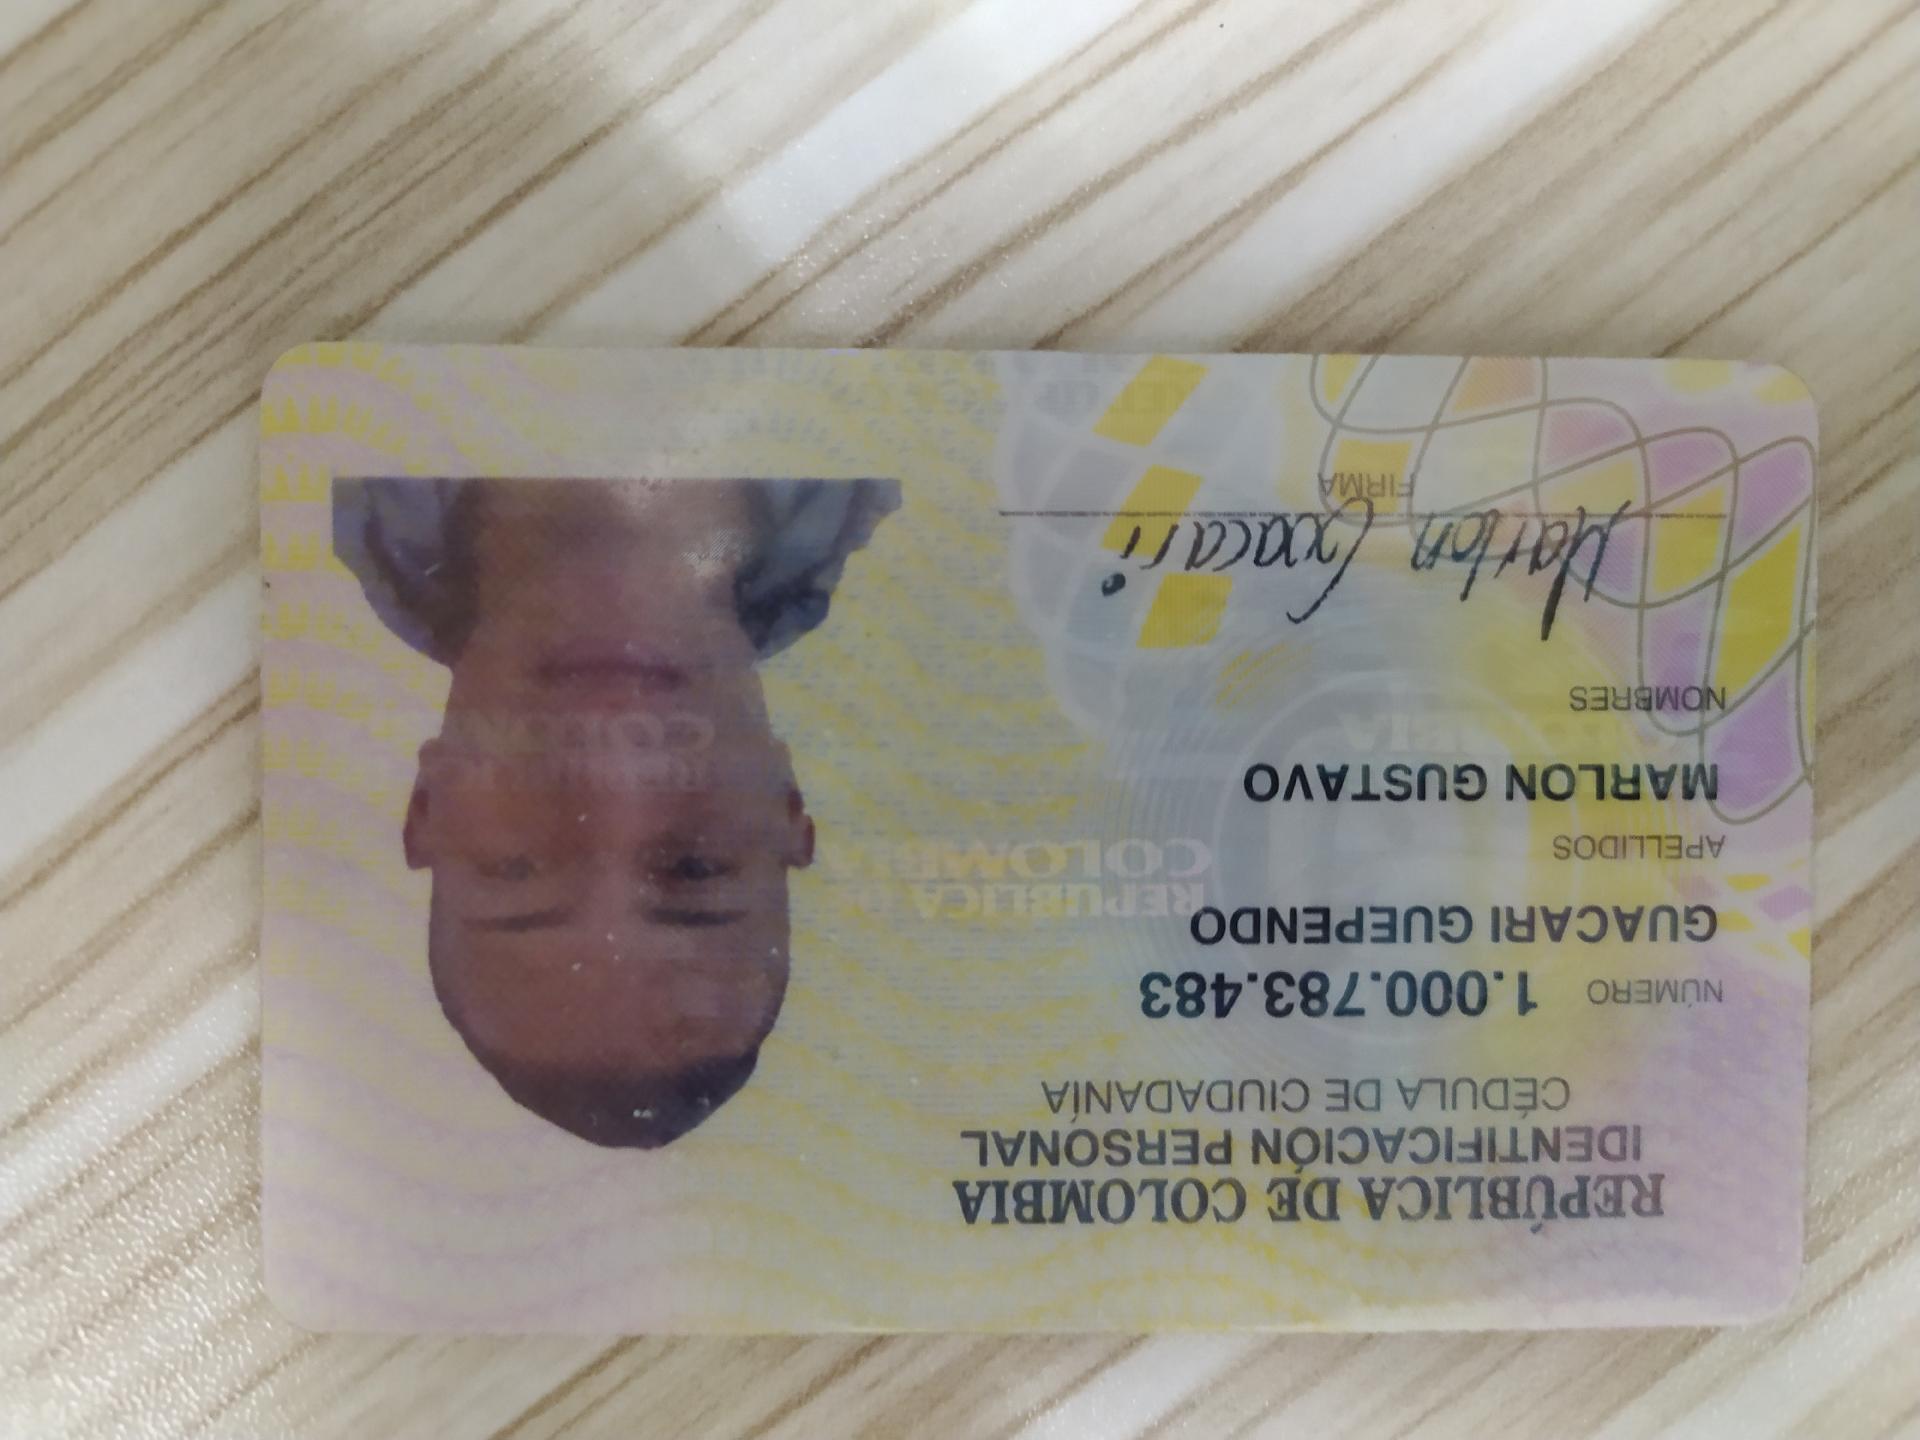 REPÚBLICA DE COLOMBIA
IDENTIFICACIÓN PERSONAL
CÉDULA DE CIUDADANÍA
NÚMERO 1.000.783.483
GUACARI GUEPENDO
APELLIDOS
MARLON GUSTAVO
NOMBRES
Marlon Guacari
FIRMA
REPÚBLICA DE
COLOMBIA